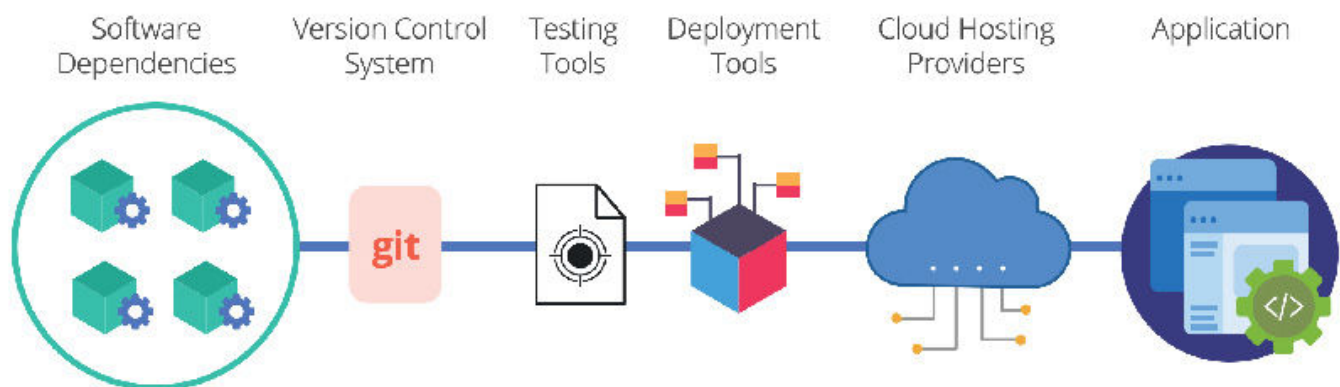 Software
Dependencies
Version Control
System
Testing
Tools
Deployment
Tools
Cloud Hosting
Providers
Application
git
</>